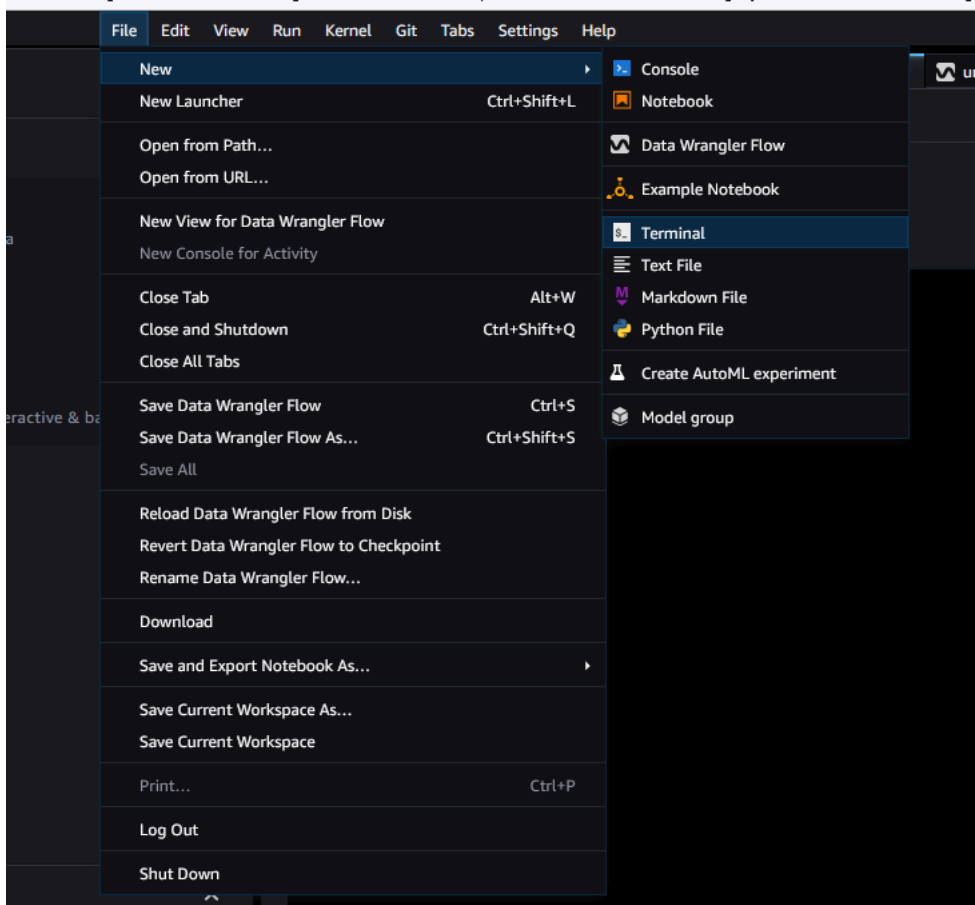 File Edit View Run Kernel Git Tabs Settings Help
New
New Launcher Ctrl+Shift+L
Open from Path...
Open from URL...
New View for Data Wrangler Flow
New Console for Activity
Close Tab Alt+W
Close and Shutdown Ctrl+Shift+Q
Close All Tabs
Save Data Wrangler Flow Ctrl+S
Save Data Wrangler Flow As... Ctrl+Shift+S
Save All
Reload Data Wrangler Flow from Disk
Revert Data Wrangler Flow to Checkpoint
Rename Data Wrangler Flow...
Download
Save and Export Notebook As...
Save Current Workspace As...
Save Current Workspace
Print... Ctrl+P
Log Out
Shut Down
Console
Notebook
Data Wrangler Flow
Example Notebook
Terminal
Text File
Markdown File
Python File
Create AutoML experiment
Model group
a
eractive & ba